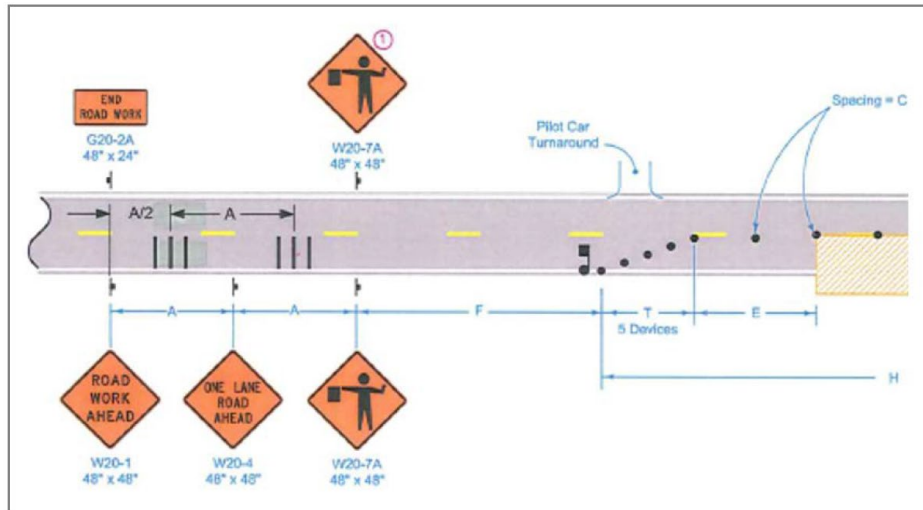 END
ROAD WORK
G20-2A
48" x 24"
1
W20-7A
48" x 48"
Pilot Car
Turnaround
Spacing = C
A/2
A
A
A
F
T
5 Devices
E
H
ROAD
WORK
AHEAD
W20-1
48" x 48"
ONE LANE
ROAD
AHEAD
W20-4
48" x 48"
W20-7A
48" x 48"